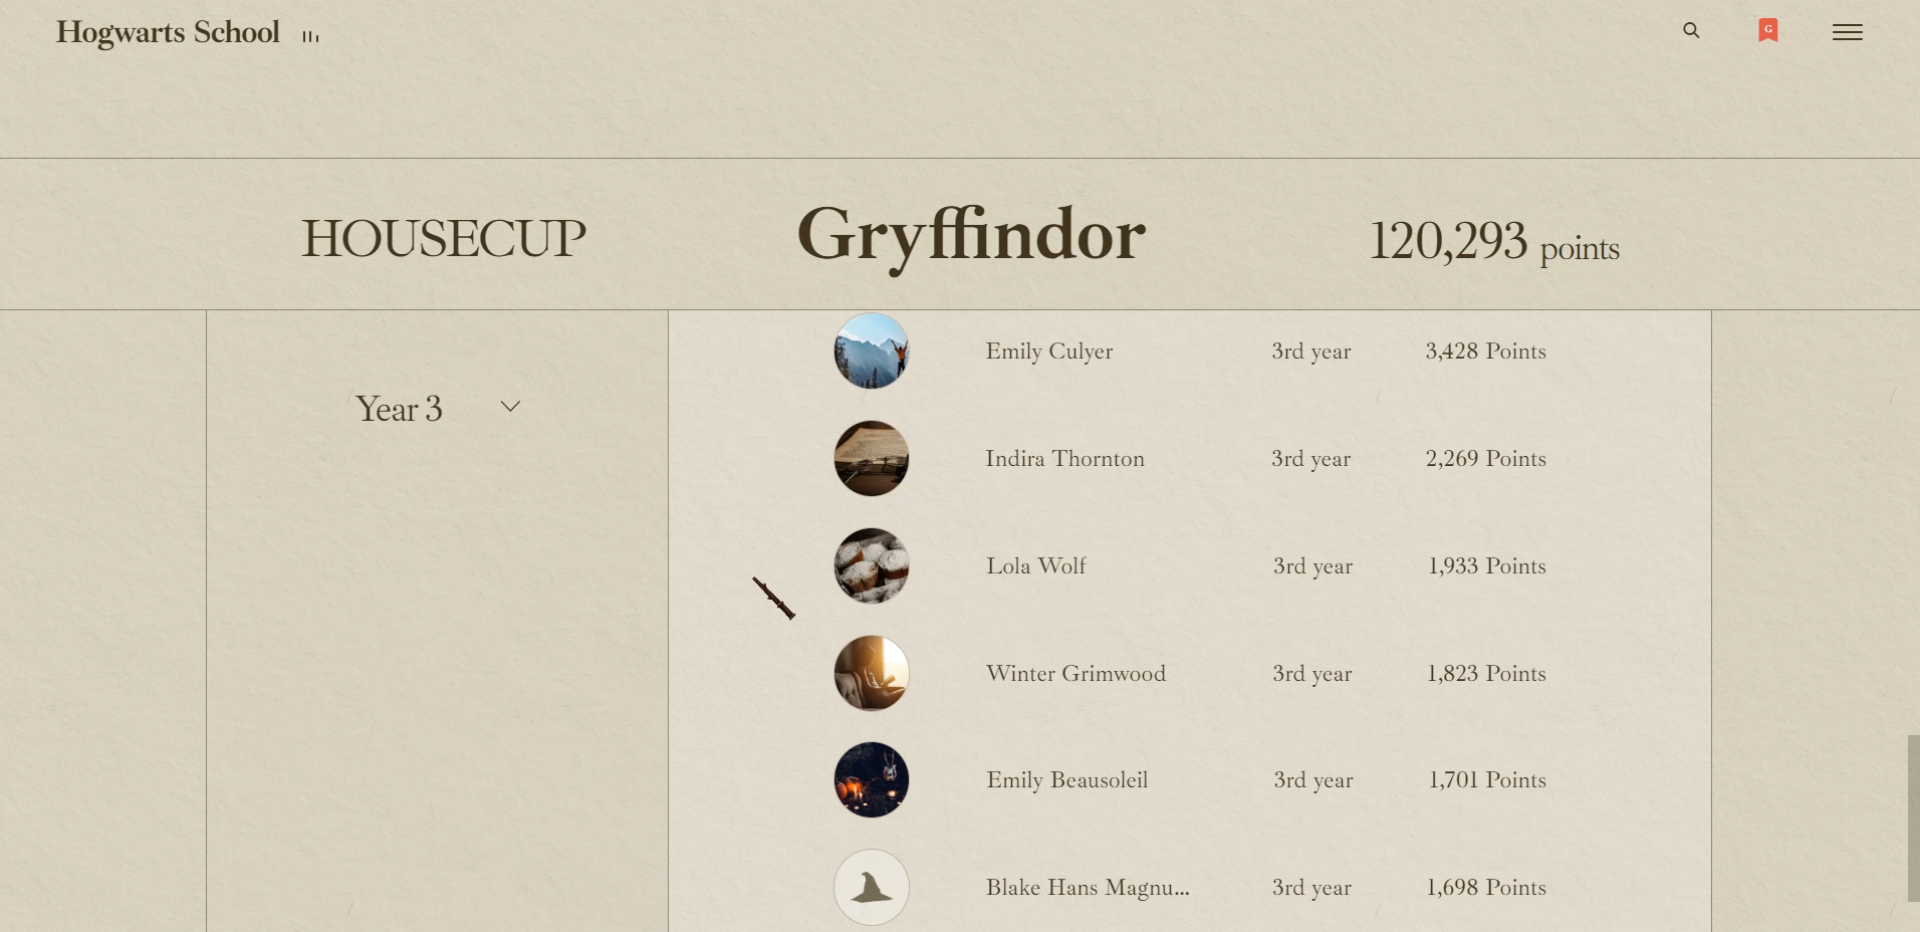 Hogwarts School
G
HOUSECUP
Gryffindor
120,293 points
Year 3
Emily Culyer 3rd year 3,428 Points
Indira Thornton 3rd year 2,269 Points
Lola Wolf 3rd year 1,933 Points
Winter Grimwood 3rd year 1,823 Points
Emily Beausoleil 3rd year 1,701 Points
Blake Hans Magnu... 3rd year 1,698 Points